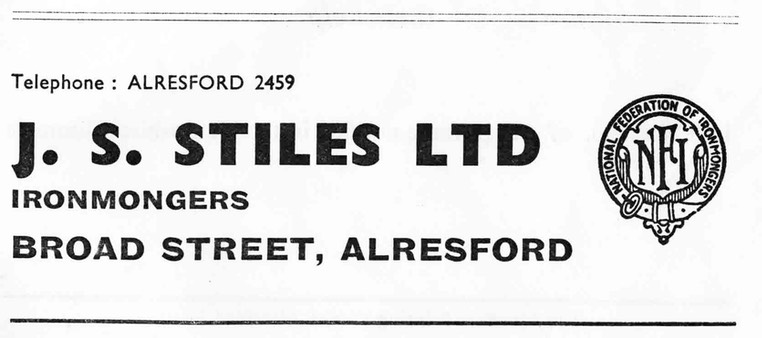 Telephone : ALRESFORD 2459
J. S. STILES LTD
IRONMONGERS
BROAD STREET, ALRESFORD
NATIONAL FEDERATION OF IRONMONGERS
NFI